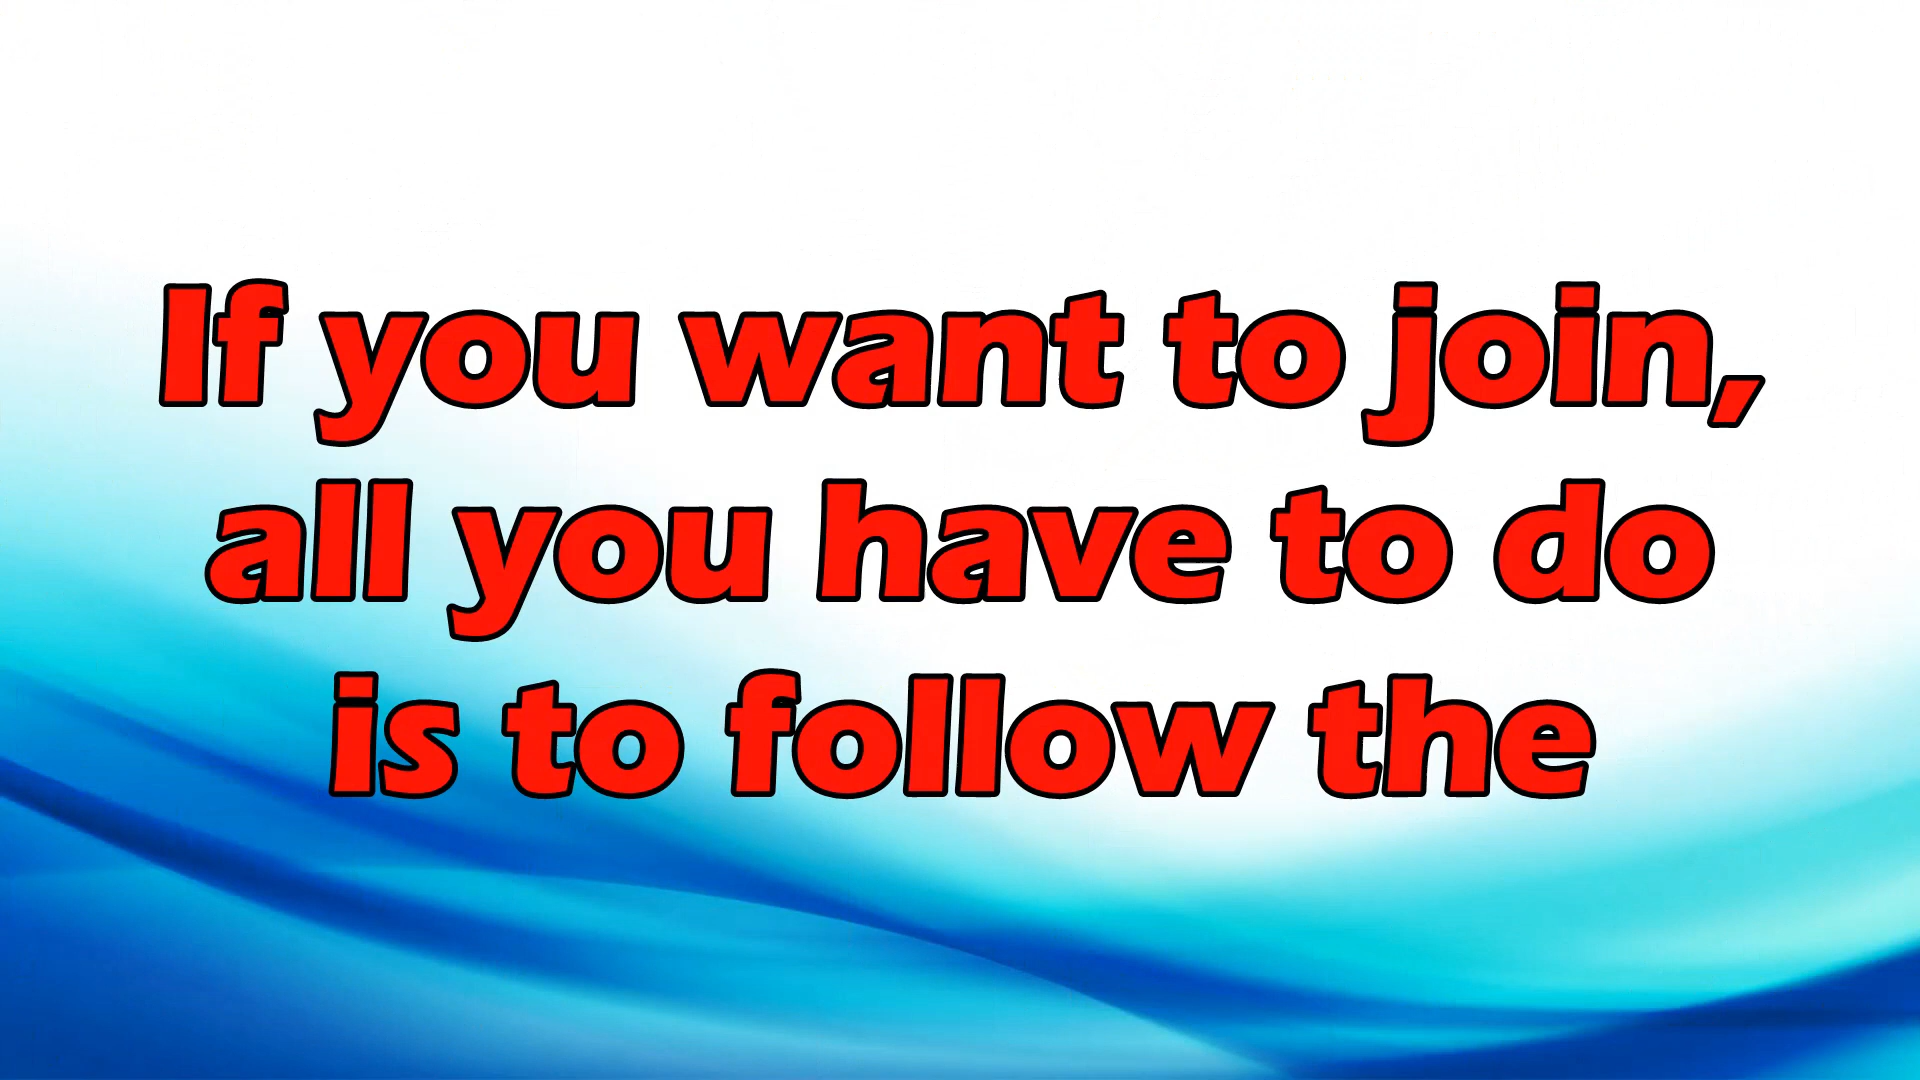 If you want to join,
all you have to do
is to follow the